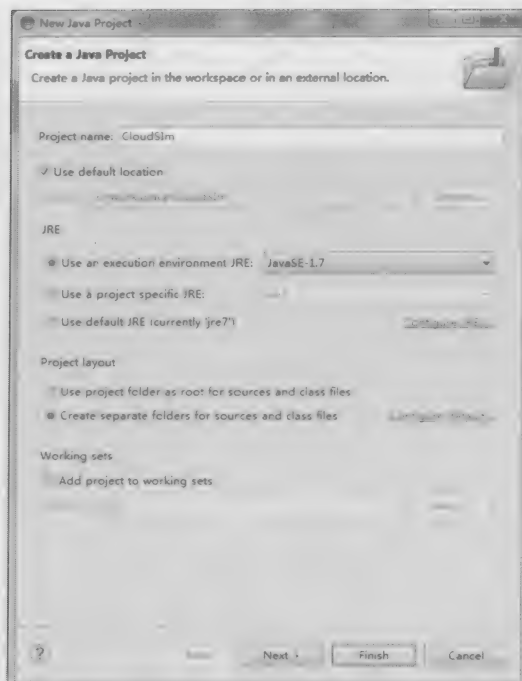 New Java Project
Create a Java Project
Create a Java project in the workspace or in an external location.
Project name: CloudSim
Use default location
JRE
Use an execution environment JRE: JavaSE-1.7
Use a project specific JRE:
Use default JRE (currently 'jre7')
Project layout
Use project folder as root for sources and class files
Create separate folders for sources and class files
Working sets
Add project to working sets
? Next > Finish Cancel